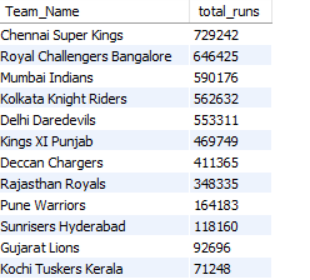 Team_Name total_runs
Chennai Super Kings 729242
Royal Challengers Bangalore 646425
Mumbai Indians 590176
Kolkata Knight Riders 562632
Delhi Daredevils 553311
Kings XI Punjab 469749
Deccan Chargers 411365
Rajasthan Royals 348335
Pune Warriors 164183
Sunrisers Hyderabad 118160
Gujarat Lions 92696
Kochi Tuskers Kerala 71248